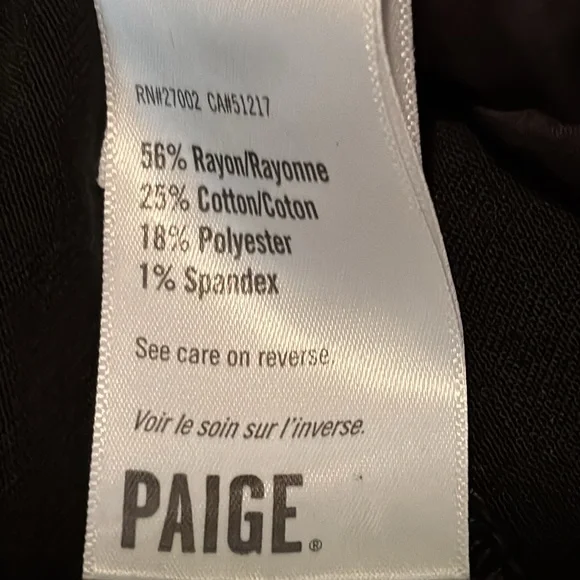 RN#27002 CA#51217
56% Rayon/Rayonne
25% Cotton/Coton
18% Polyester
1% Spandex
See care on reverse.
Voir le soin sur l'inverse.
PAIGE®